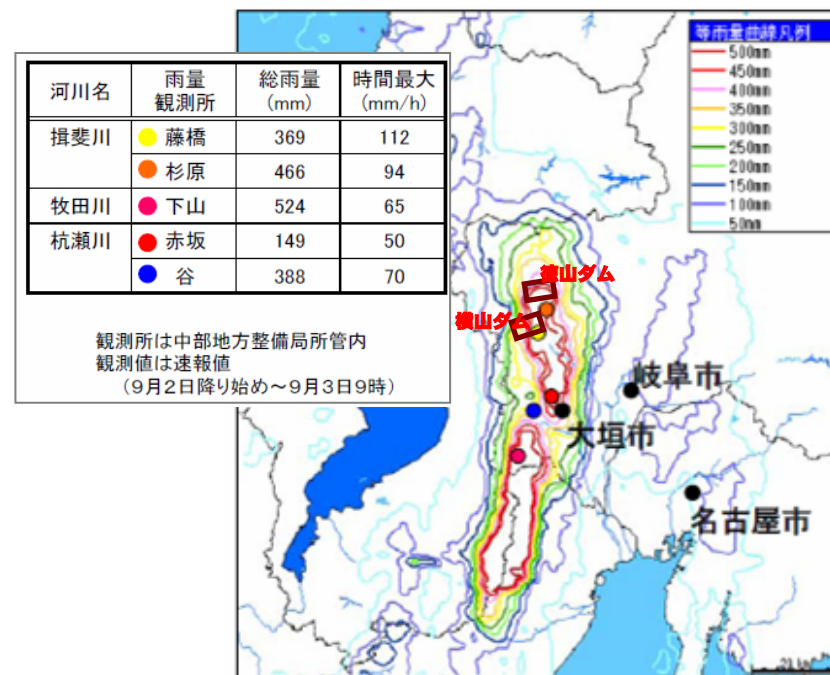 河川名 雨量観測所 総雨量(mm) 時間最大(mm/h)
揖斐川 藤橋 369 112
杉原 466 94
牧田川 下山 524 65
杭瀬川 赤坂 149 50
谷 388 70
観測所は中部地方整備局所管内
観測値は速報値
(9月2日降り始め～9月3日9時)
等雨量曲線凡例
500mm
450mm
400mm
350mm
300mm
250mm
200mm
150mm
100mm
50mm
山ダム
横山ダム
岐阜市
大垣市
名古屋市